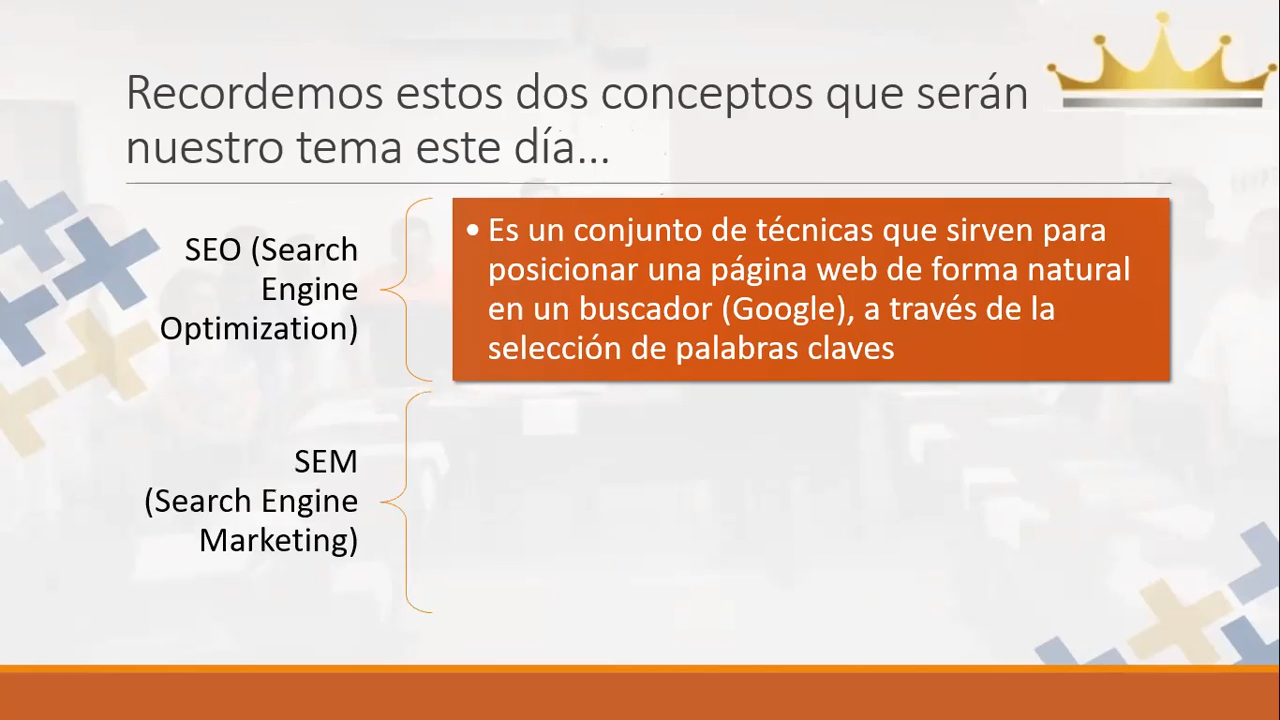 Recordemos estos dos conceptos que serán
nuestro tema este día...
SEO (Search
Engine
Optimization)
• Es un conjunto de técnicas que sirven para
posicionar una página web de forma natural
en un buscador (Google), a través de la
selección de palabras claves
SEM
(Search Engine
Marketing)